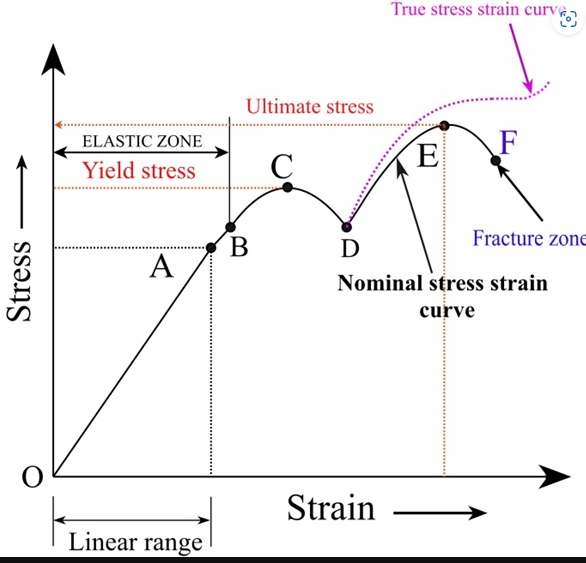 True stress strain curve
Ultimate stress
ELASTIC ZONE
Yield stress
C
F
E
A
B
D
Fracture zone
Nominal stress strain
curve
Stress
O
Strain
Linear range